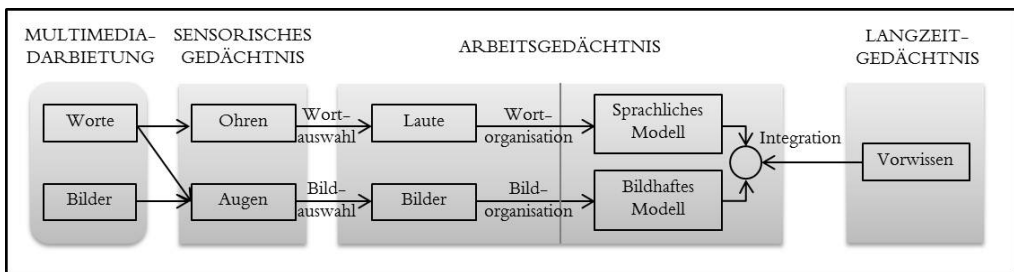 MULTIMEDIA-
DARBIETUNG
SENSORISCHES
GEDÄCHTNIS
ARBEITSGEDÄCHTNIS
LANGZEIT-
GEDÄCHTNIS
Worte
Ohren
Wort-
auswahl
Laute
Wort-
organisation
Sprachliches
Modell
Integration
Vorwissen
Bilder
Augen
Bild-
auswahl
Bilder
Bild-
organisation
Bildhaftes
Modell